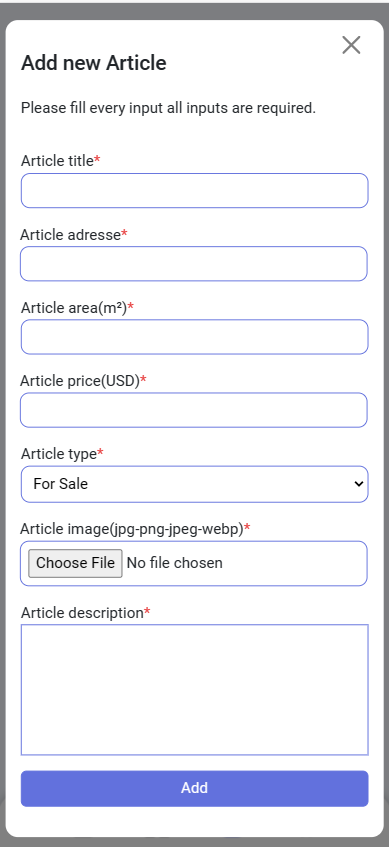 Add new Article
Please fill every input all inputs are required.
Article title*
Article adresse*
Article area(m²)*
Article price(USD)*
Article type*
For Sale
Article image(jpg-png-jpeg-webp)*
Choose File No file chosen
Article description*
Add